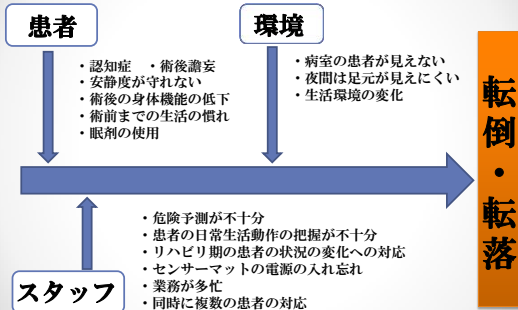 患者
・認知症　・術後譫妄
・安静度が守れない
・術後の身体機能の低下
・術前までの生活の慣れ
・眠剤の使用
環境
・病室の患者が見えない
・夜間は足元が見えにくい
・生活環境の変化
転倒・転落
スタッフ
・危険予測が不十分
・患者の日常生活動作の把握が不十分
・リハビリ期の患者の状況の変化への対応
・センサーマットの電源の入れ忘れ
・業務が多忙
・同時に複数の患者の対応